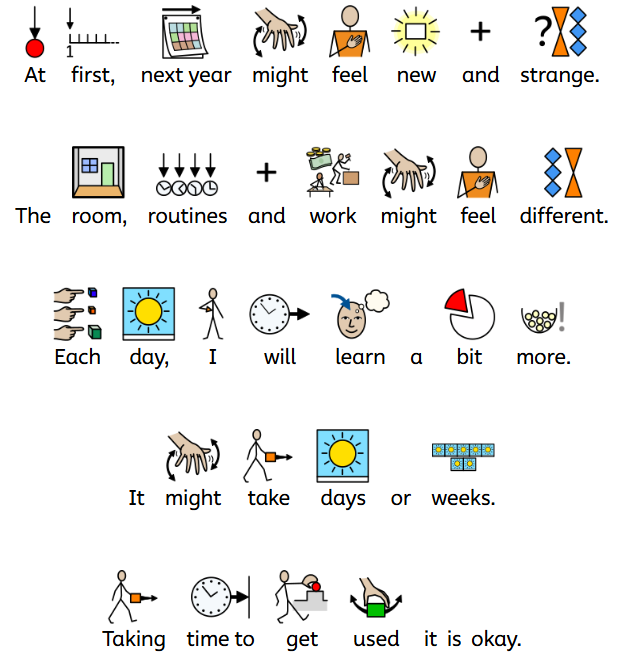 At first, next year might feel new and strange.
The room, routines and work might feel different.
Each day, I will learn a bit more.
It might take days or weeks.
Taking time to get used it is okay.